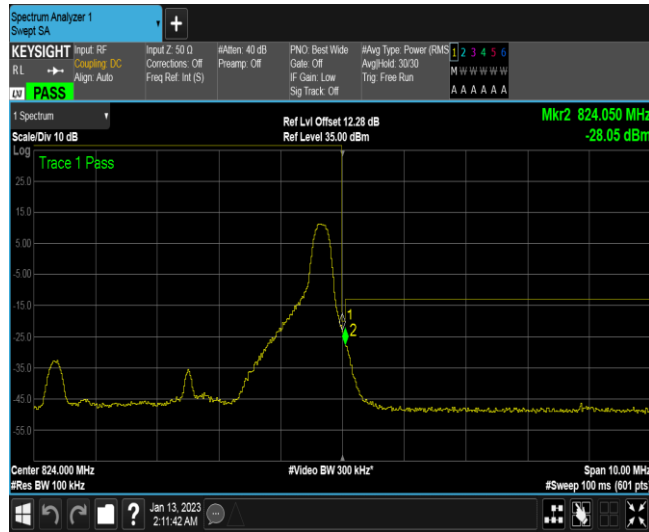 Spectrum Analyzer 1
Swept SA
+
KEYSIGHT Input: RF Input Z: 50 Ω #Atten: 40 dB PNO: Best Wide #Avg Type: Power (RMS 1 2 3 4 5 6
RL Coupling: DC Corrections: Off Preamp: Off Gate: Off Avg|Hold: 30/30 M W W W W W
Align: Auto Freq Ref: Int (S) IF Gain: Low Trig: Free Run
LXI PASS Sig Track: Off A A A A A A
1 Spectrum Ref Lvl Offset 12.28 dB Mkr2 824.050 MHz
Scale/Div 10 dB Ref Level 35.00 dBm -28.05 dBm
Log
Trace 1 Pass
25.0
15.0
5.00
-5.00
-15.0
1
2
-25.0
-35.0
-45.0
-55.0
Center 824.000 MHz #Video BW 300 kHz* Span 10.00 MHz
#Res BW 100 kHz #Sweep 100 ms (601 pts)
? Jan 13, 2023
2:11:42 AM